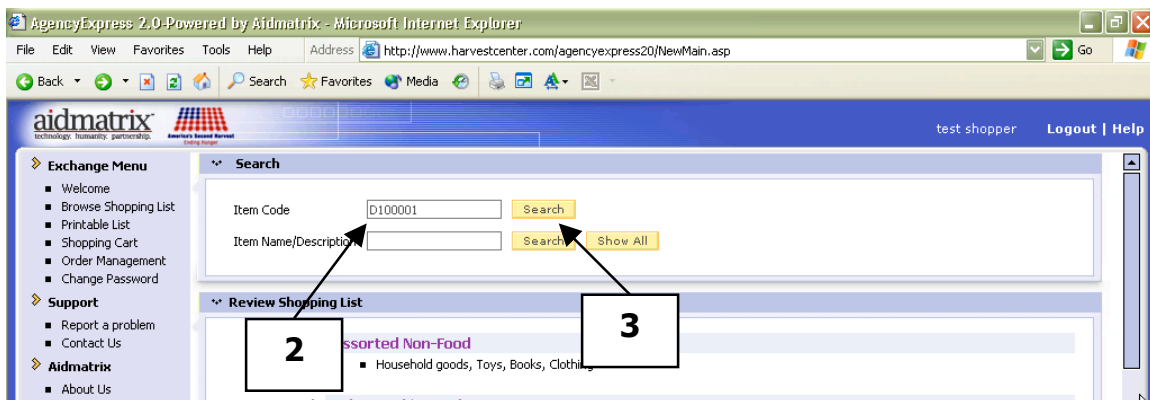 AgencyExpress 2.0-Powered by Aidmatrix - Microsoft Internet Explorer
File Edit View Favorites Tools Help Address http://www.harvestcenter.com/agencyexpress20/NewMain.asp Go
Back Search Favorites Media
aidmatrix
technology. humanity. partnership.
America's Second Harvest
Ending Hunger
test shopper Logout | Help
Exchange Menu
Welcome
Browse Shopping List
Printable List
Shopping Cart
Order Management
Change Password
Support
Report a problem
Contact Us
Aidmatrix
About Us
Search
Item Code D100001 Search
Item Name/Description Search Show All
2
3
Review Shopping List
ssorted Non-Food
Household goods, Toys, Books, Clothing